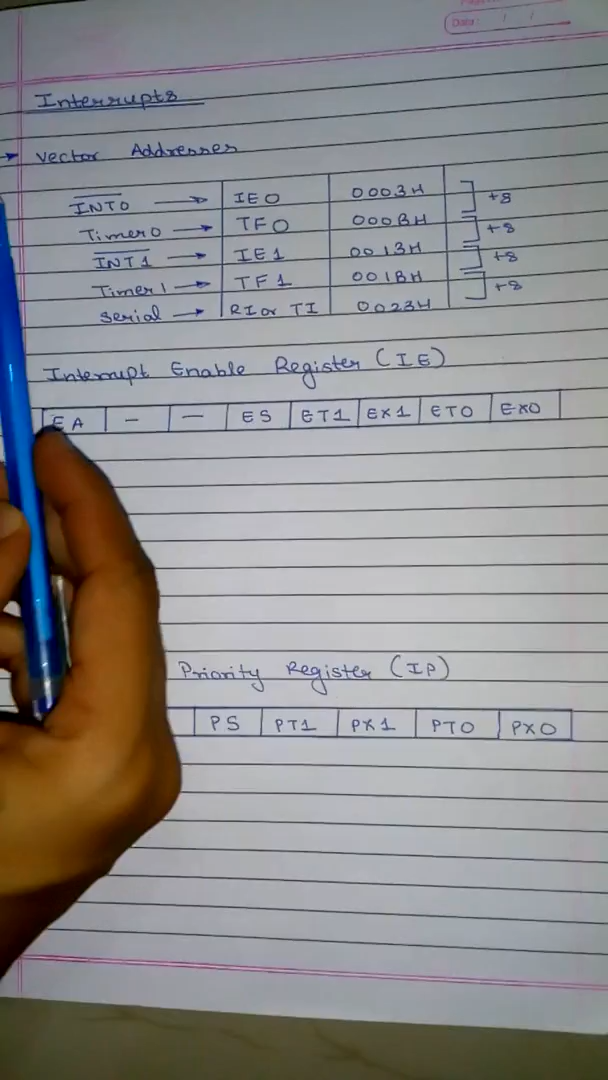 Date: / /
Interrupts
→ Vector Addresses
INT0 → IE0 0003H +8
Timer0 → TF0 000BH +8
INT1 → IE1 0013H +8
Timer1 → TF1 001BH +8
Serial → RI or TI 0023H
Interrupt Enable Register (IE)
EA — — ES ET1 EX1 ET0 EX0
Priority Register (IP)
PS PT1 PX1 PT0 PX0